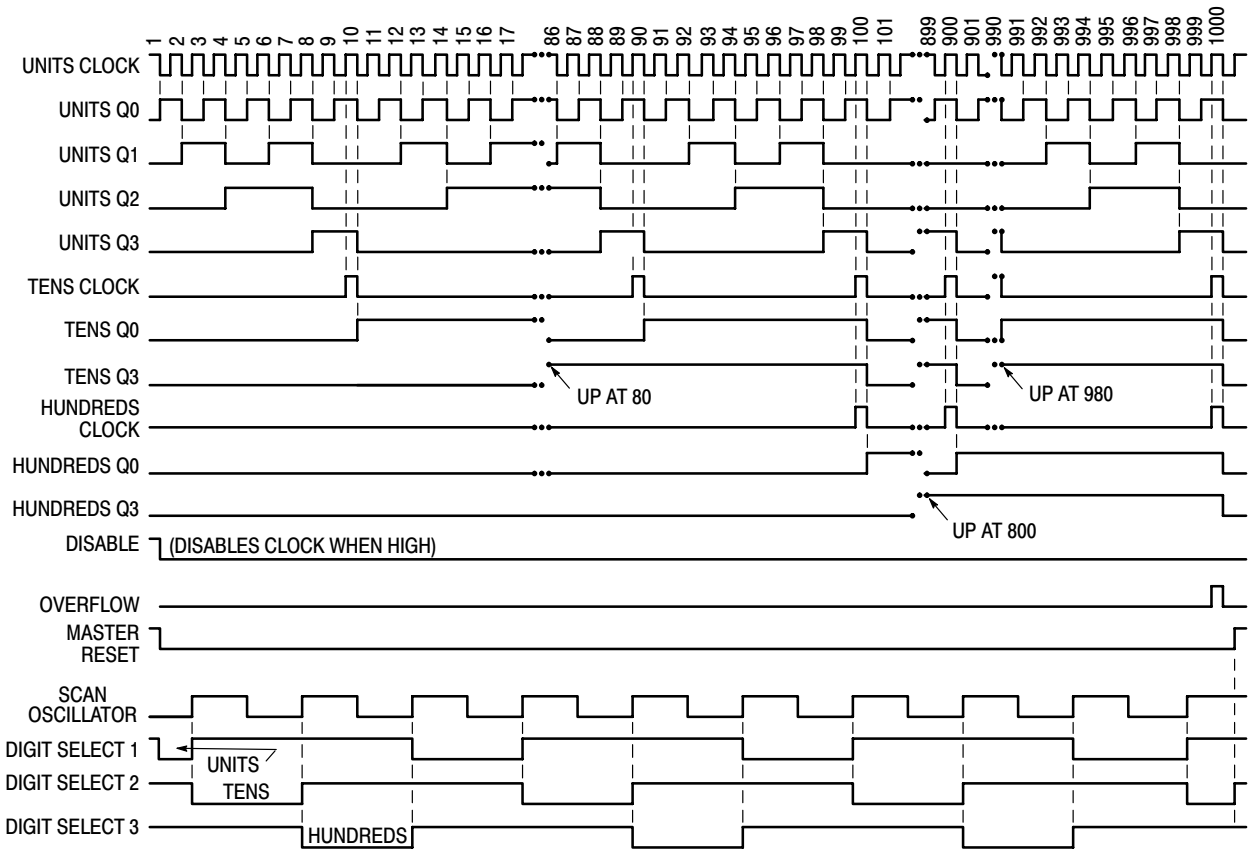 1 2 3 4 5 6 7 8 9 10 11 12 13 14 15 16 17 86 87 88 89 90 91 92 93 94 95 96 97 98 99 100 101 899 900 901 990 991 992 993 994 995 996 997 998 999 1000
UNITS CLOCK
UNITS Q0
UNITS Q1
UNITS Q2
UNITS Q3
TENS CLOCK
TENS Q0
TENS Q3
UP AT 80
UP AT 980
HUNDREDS
CLOCK
HUNDREDS Q0
HUNDREDS Q3
UP AT 800
DISABLE
(DISABLES CLOCK WHEN HIGH)
OVERFLOW
MASTER
RESET
SCAN
OSCILLATOR
DIGIT SELECT 1
UNITS
DIGIT SELECT 2
TENS
DIGIT SELECT 3
HUNDREDS